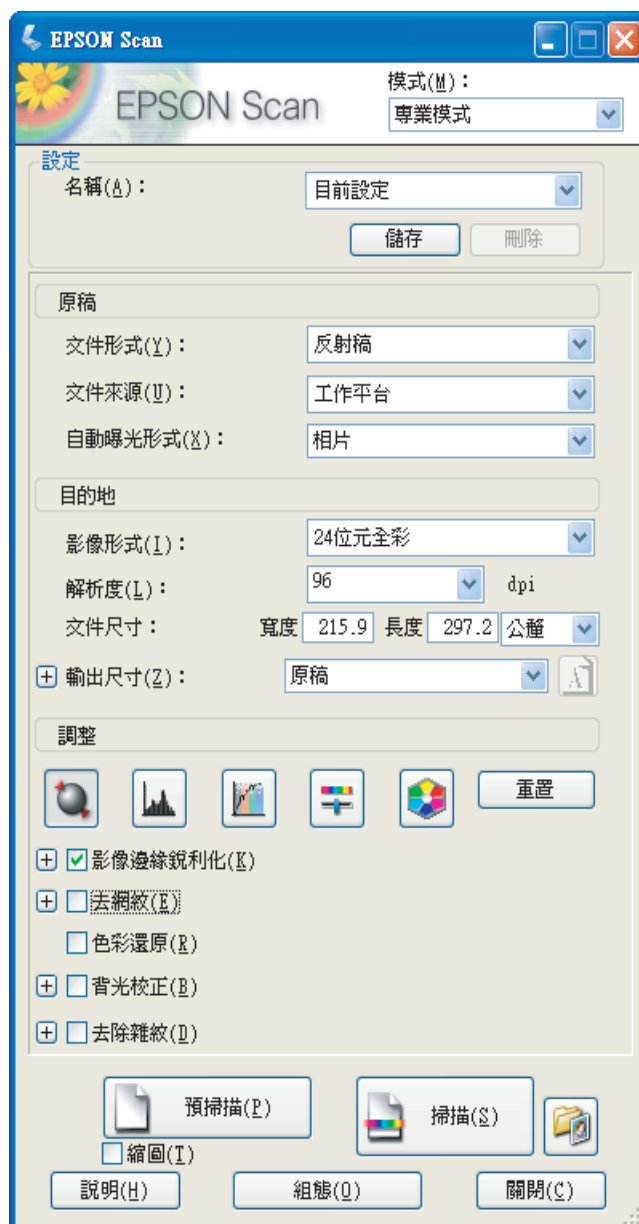 EPSON Scan
EPSON Scan
模式(M)：
專業模式
設定
名稱(A)：
目前設定
儲存
刪除
原稿
文件形式(Y)：
反射稿
文件來源(U)：
工作平台
自動曝光形式(X)：
相片
目的地
影像形式(I)：
24位元全彩
解析度(L)：
96
dpi
文件尺寸：
寬度 215.9 長度 297.2 公釐
輸出尺寸(Z)：
原稿
調整
重置
影像邊緣銳利化(K)
去網紋(E)
色彩還原(R)
背光校正(B)
去除雜紋(D)
預掃描(P)
掃描(S)
縮圖(T)
說明(H)
組態(O)
關閉(C)